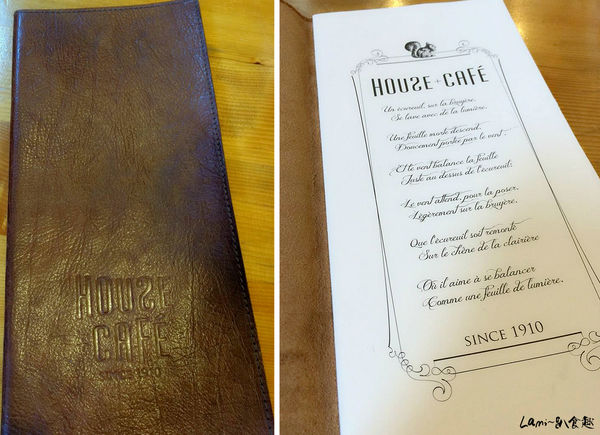 HOUSE
+CAFÉ
SINCE 1910
HOUSE+CAFÉ
Un écureuil, sur la bruyère,
Se lave avec de la lumière.
Une feuille morte descend,
Doucement portée par le vent.
Et le vent balance la feuille
Juste au dessus de l'écureuil;
Le vent attend, pour la poser,
Légèrement sur la bruyère,
Que l'écureuil soit remonté
Sur le chêne de la clairière
Où il aime à se balancer
Comme une feuille de lumière.
SINCE 1910
Lami~趴食趣